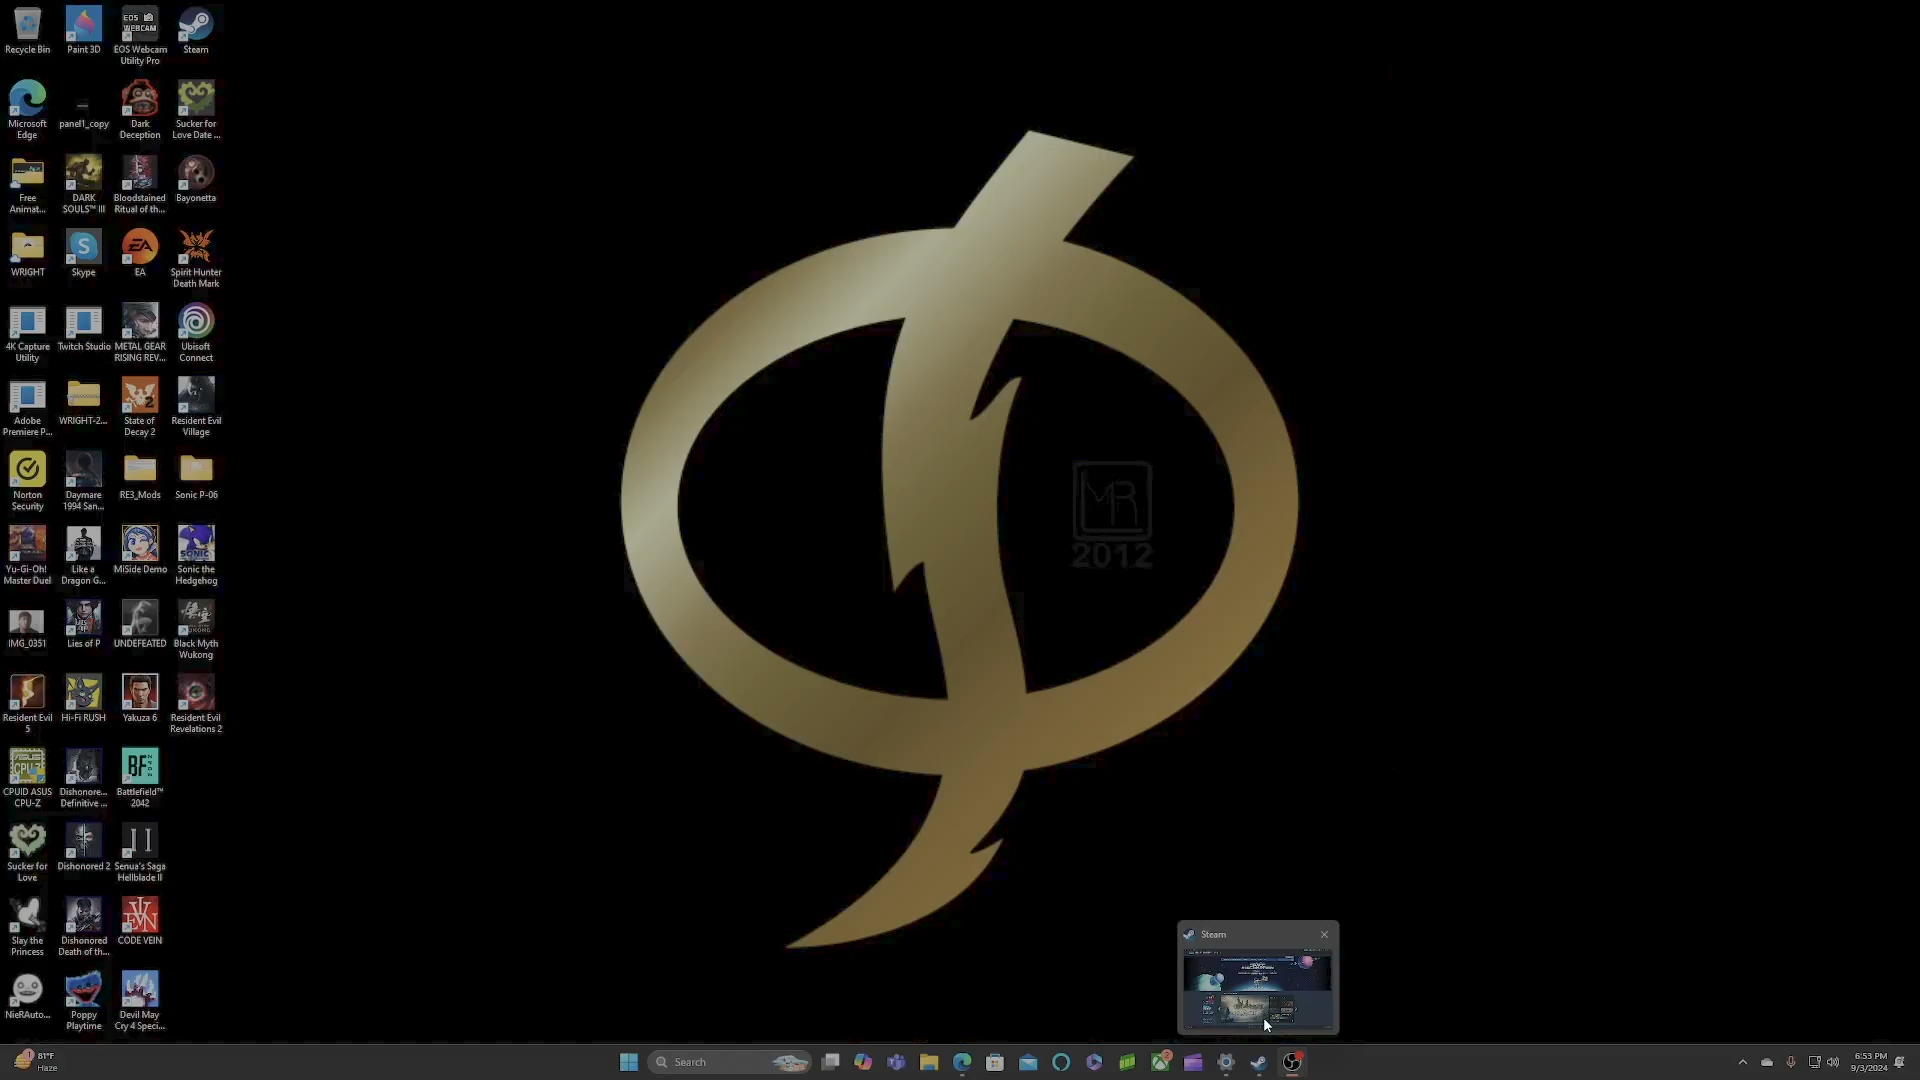 Recycle Bin
Paint 3D
EOS Webcam
Utility Pro
Steam
Microsoft
Edge
panel1_copy
Dark
Deception
Sucker for
Love Date ...
Free
Animat...
DARK
SOULS™ III
Bloodstained
Ritual of th...
Bayonetta
WRIGHT
Skype
EA
Spirit Hunter
Death Mark
4K Capture
Utility
Twitch Studio
METAL GEAR
RISING REV...
Ubisoft
Connect
Adobe
Premiere P...
WRIGHT-2...
State of
Decay 2
Resident Evil
Village
Norton
Security
Daymare
1994 San...
RE3_Mods
Sonic P-06
Yu-Gi-Oh!
Master Duel
Like a
Dragon G...
MiSide Demo
Sonic the
Hedgehog
IMG_0351
Lies of P
UNDEFEATED
Black Myth
Wukong
Resident Evil
5
Hi-Fi RUSH
Yakuza 6
Resident Evil
Revelations 2
CPUID ASUS
CPU-Z
Dishonore...
Definitive ...
Battlefield™
2042
Sucker for
Love
Dishonored 2
Senua's Saga
Hellblade II
Slay the
Princess
Dishonored
Death of th...
CODE VEIN
NieRAuto...
Poppy
Playtime
Devil May
Cry 4 Speci...
MR
2012
Steam
81°F
Haze
Search
6:53 PM
9/3/2024